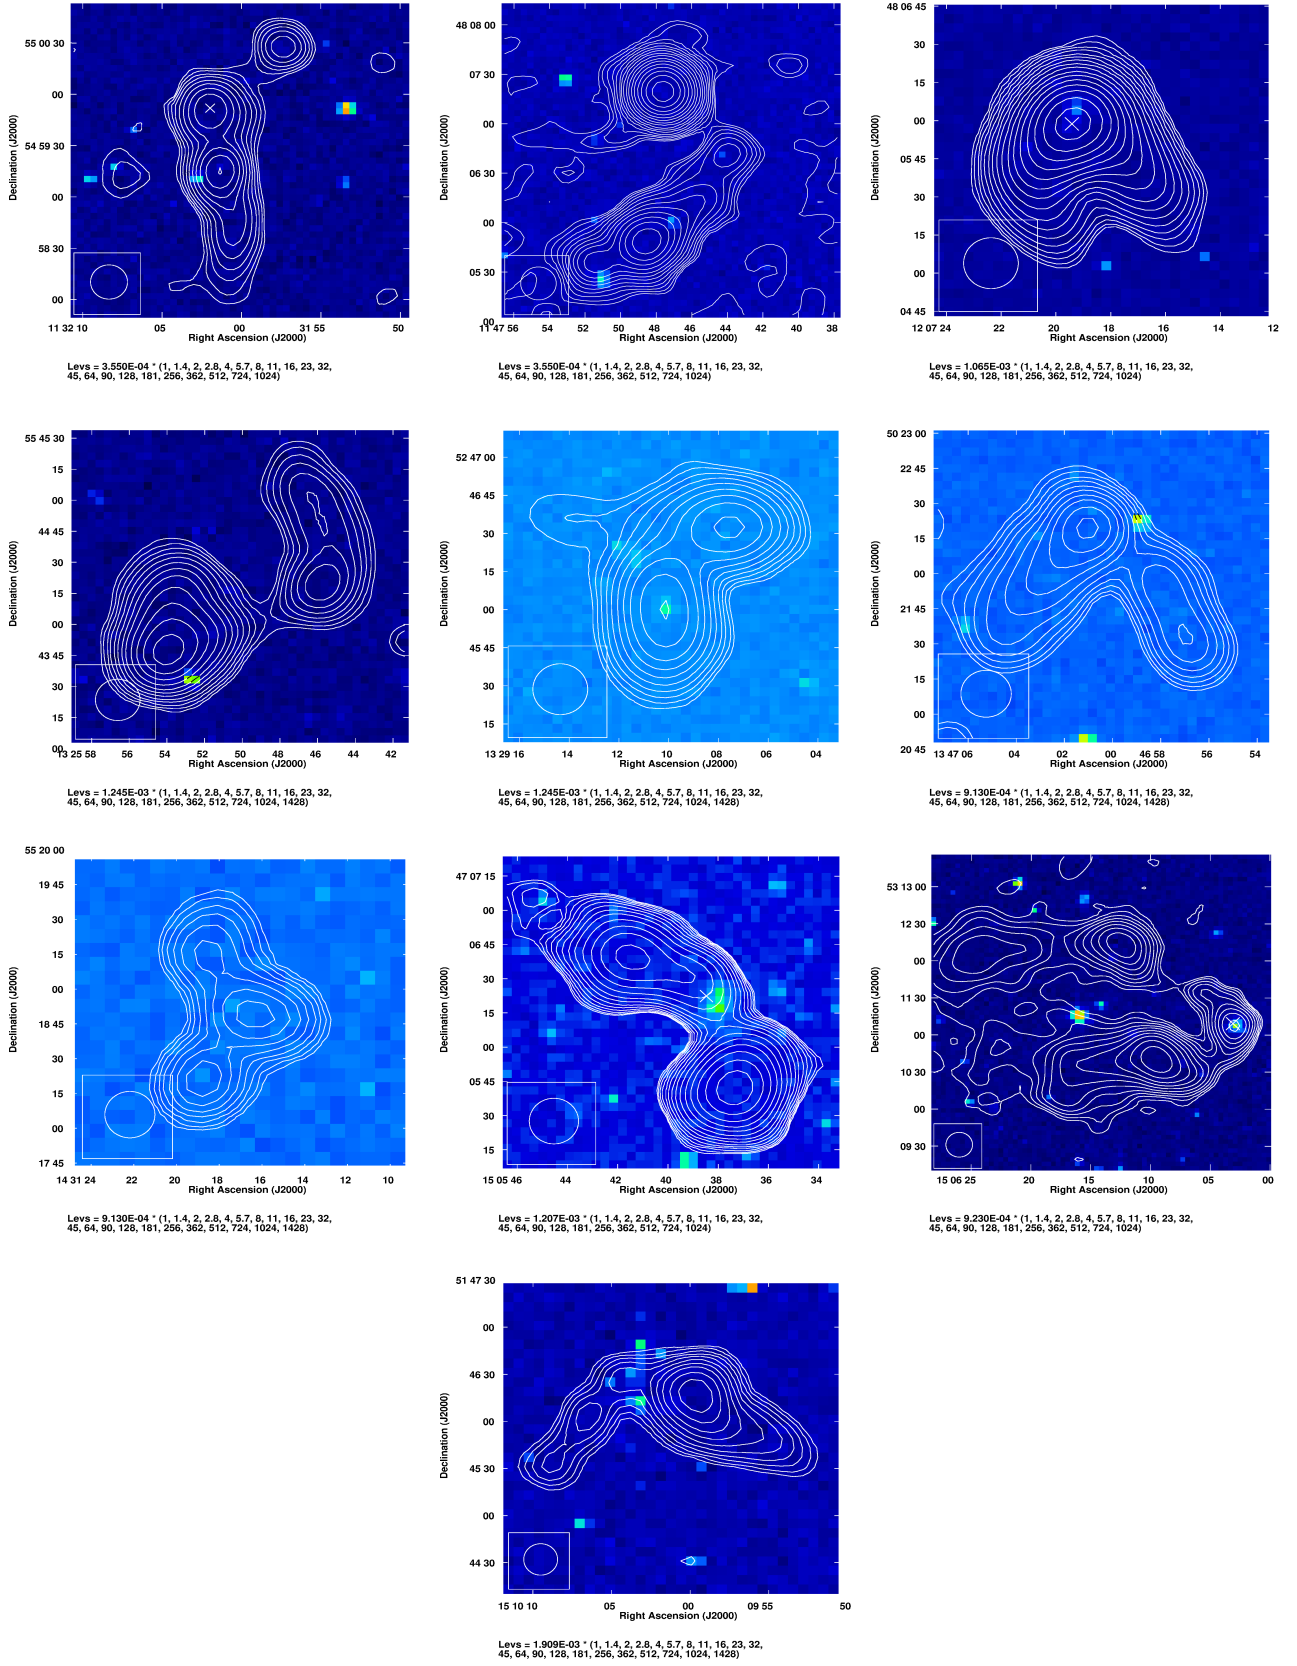 55 00 30
00
54 59 30
00
58 30
00
Declination (J2000)
11 32 10 05 00 31 55 50
Right Ascension (J2000)
Levs = 3.550E-04 * (1, 1.4, 2, 2.8, 4, 5.7, 8, 11, 16, 23, 32,
45, 64, 90, 128, 181, 256, 362, 512, 724, 1024)
48 08 00
07 30
00
06 30
00
05 30
00
Declination (J2000)
11 47 56 54 52 50 48 46 44 42 40 38
Right Ascension (J2000)
Levs = 3.550E-04 * (1, 1.4, 2, 2.8, 4, 5.7, 8, 11, 16, 23, 32,
45, 64, 90, 128, 181, 256, 362, 512, 724, 1024)
48 06 45
30
15
00
05 45
30
15
00
04 45
Declination (J2000)
12 07 24 22 20 18 16 14 12
Right Ascension (J2000)
Levs = 1.065E-03 * (1, 1.4, 2, 2.8, 4, 5.7, 8, 11, 16, 23, 32,
45, 64, 90, 128, 181, 256, 362, 512, 724, 1024)
55 45 30
15
00
44 45
30
15
00
43 45
30
15
00
Declination (J2000)
13 25 58 56 54 52 50 48 46 44 42
Right Ascension (J2000)
Levs = 1.245E-03 * (1, 1.4, 2, 2.8, 4, 5.7, 8, 11, 16, 23, 32,
45, 64, 90, 128, 181, 256, 362, 512, 724, 1024, 1428)
52 47 00
46 45
30
15
00
45 45
30
15
Declination (J2000)
13 29 16 14 12 10 08 06 04
Right Ascension (J2000)
Levs = 1.245E-03 * (1, 1.4, 2, 2.8, 4, 5.7, 8, 11, 16, 23, 32,
45, 64, 90, 128, 181, 256, 362, 512, 724, 1024, 1428)
50 23 00
22 45
30
15
00
21 45
30
15
00
20 45
Declination (J2000)
13 47 06 04 02 00 46 58 56 54
Right Ascension (J2000)
Levs = 9.130E-04 * (1, 1.4, 2, 2.8, 4, 5.7, 8, 11, 16, 23, 32,
45, 64, 90, 128, 181, 256, 362, 512, 724, 1024)
55 20 00
19 45
30
15
00
18 45
30
15
00
17 45
Declination (J2000)
14 31 24 22 20 18 16 14 12 10
Right Ascension (J2000)
Levs = 9.130E-04 * (1, 1.4, 2, 2.8, 4, 5.7, 8, 11, 16, 23, 32,
45, 64, 90, 128, 181, 256, 362, 512, 724, 1024, 1428)
47 07 15
00
06 45
30
15
00
05 45
30
15
Declination (J2000)
15 05 46 44 42 40 38 36 34
Right Ascension (J2000)
Levs = 1.207E-03 * (1, 1.4, 2, 2.8, 4, 5.7, 8, 11, 16, 23, 32,
45, 64, 90, 128, 181, 256, 362, 512, 724, 1024)
53 13 00
12 30
00
11 30
00
10 30
00
09 30
Declination (J2000)
15 06 25 20 15 10 05 00
Right Ascension (J2000)
Levs = 9.230E-04 * (1, 1.4, 2, 2.8, 4, 5.7, 8, 11, 16, 23, 32,
45, 64, 90, 128, 181, 256, 362, 512, 724, 1024)
51 47 30
00
46 30
00
45 30
00
44 30
Declination (J2000)
15 10 10 05 00 09 55 50
Right Ascension (J2000)
Levs = 1.909E-03 * (1, 1.4, 2, 2.8, 4, 5.7, 8, 11, 16, 23, 32,
45, 64, 90, 128, 181, 256, 362, 512, 724, 1024, 1428)